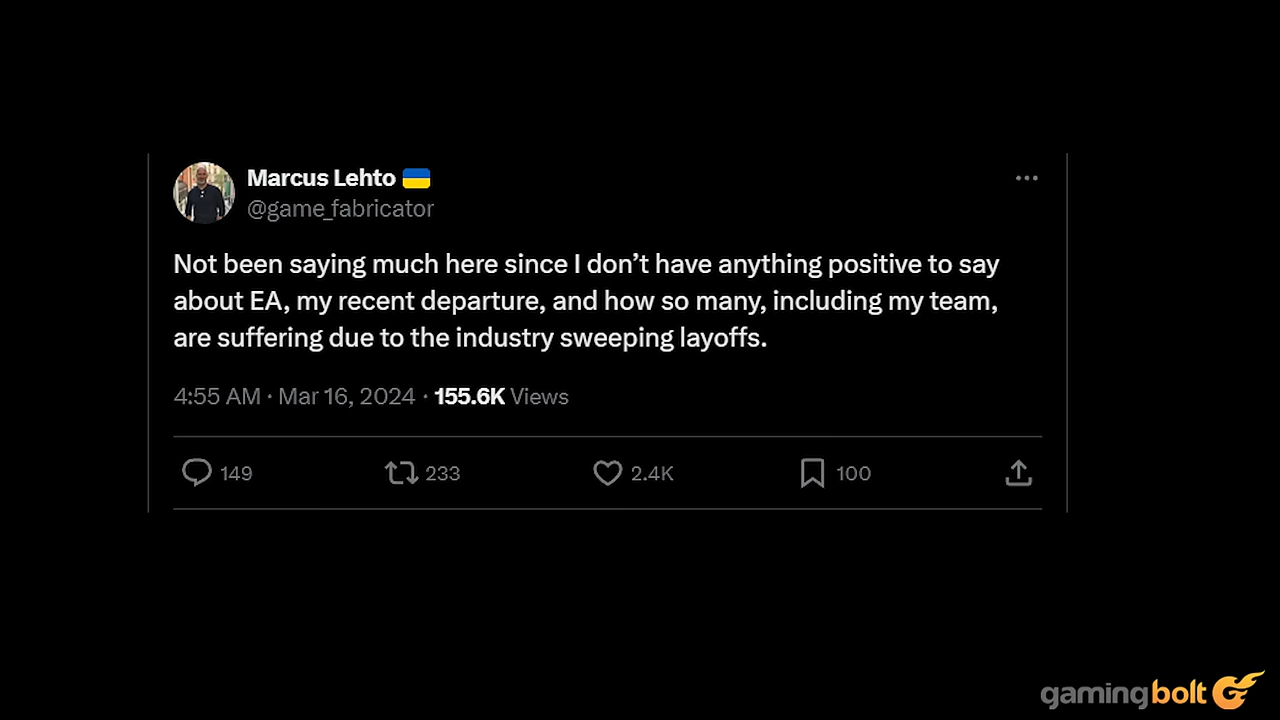 Marcus Lehto
@game_fabricator
Not been saying much here since I don’t have anything positive to say
about EA, my recent departure, and how so many, including my team,
are suffering due to the industry sweeping layoffs.
4:55 AM · Mar 16, 2024 · 155.6K Views
149 233 2.4K 100
gamingbolt